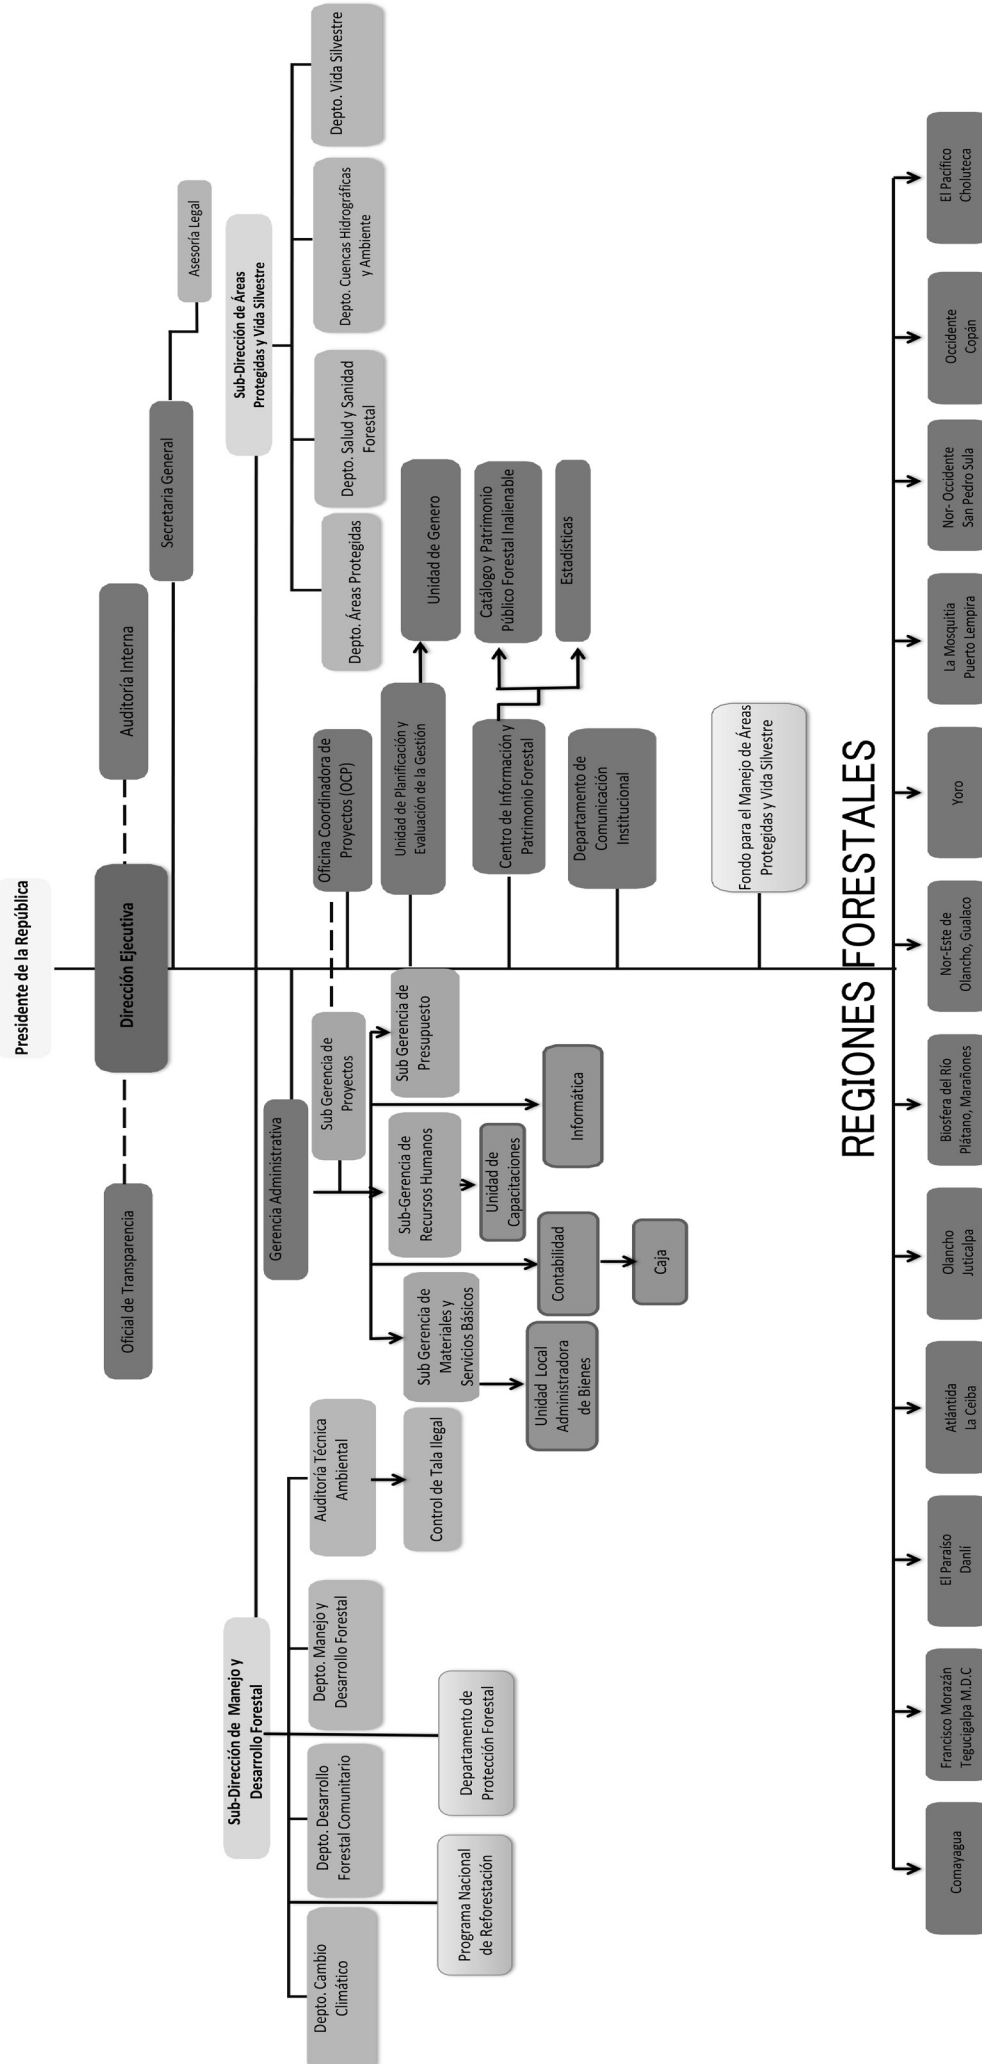 Presidente de la República
Oficial de Transparencia
Dirección Ejecutiva
Auditoría Interna
Secretaria General
Asesoría Legal
Sub-Dirección de Manejo y
Desarrollo Forestal
Gerencia Administrativa
Sub-Dirección de Áreas
Protegidas y Vida Silvestre
Depto. Cambio
Climático
Depto. Desarrollo
Forestal Comunitario
Depto. Manejo y
Desarrollo Forestal
Auditoría Técnica
Ambiental
Sub Gerencia de
Proyectos
Oficina Coordinadora de
Proyectos (OCP)
Depto. Áreas Protegidas
Depto. Salud y Sanidad
Forestal
Depto. Cuencas Hidrográficas
y Ambiente
Depto. Vida Silvestre
Control de Tala Ilegal
Sub Gerencia de
Materiales y
Servicios Básicos
Sub-Gerencia de
Recursos Humanos
Sub Gerencia de
Presupuesto
Unidad de Planificación y
Evaluación de la Gestión
Unidad de Genero
Programa Nacional
de Reforestación
Departamento de
Protección Forestal
Unidad de
Capacitaciones
Centro de Información y
Patrimonio Forestal
Catálogo y Patrimonio
Público Forestal Inalienable
Unidad Local
Administradora
de Bienes
Contabilidad
Informática
Departamento de
Comunicación
Institucional
Estadísticas
Caja
Fondo para el Manejo de Áreas
Protegidas y Vida Silvestre
REGIONES FORESTALES
Comayagua
Francisco Morazán
Tegucigalpa M.D.C
El Paraíso
Danlí
Atlántida
La Ceiba
Olancho
Juticalpa
Biosfera del Río
Plátano, Marañones
Nor-Este de
Olancho, Gualaco
Yoro
La Mosquitia
Puerto Lempira
Nor- Occidente
San Pedro Sula
Occidente
Copán
El Pacífico
Choluteca